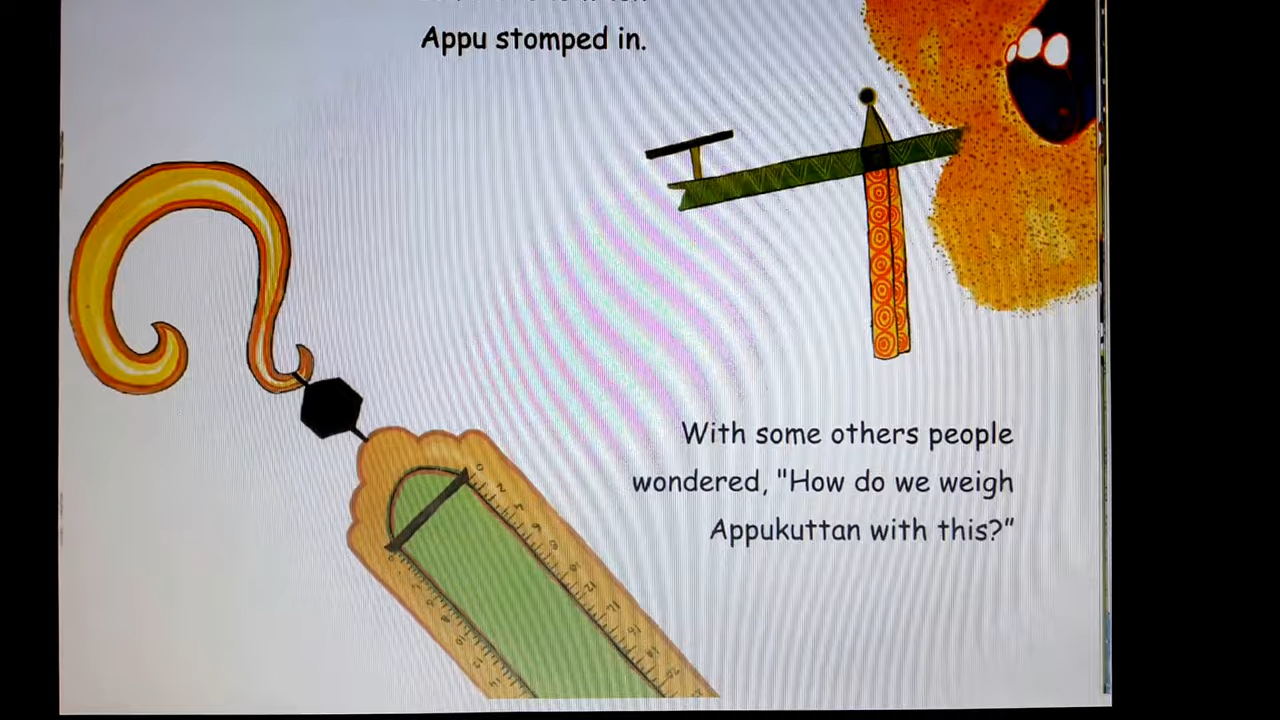 Appu stomped in.
With some others people
wondered, "How do we weigh
Appukuttan with this?"